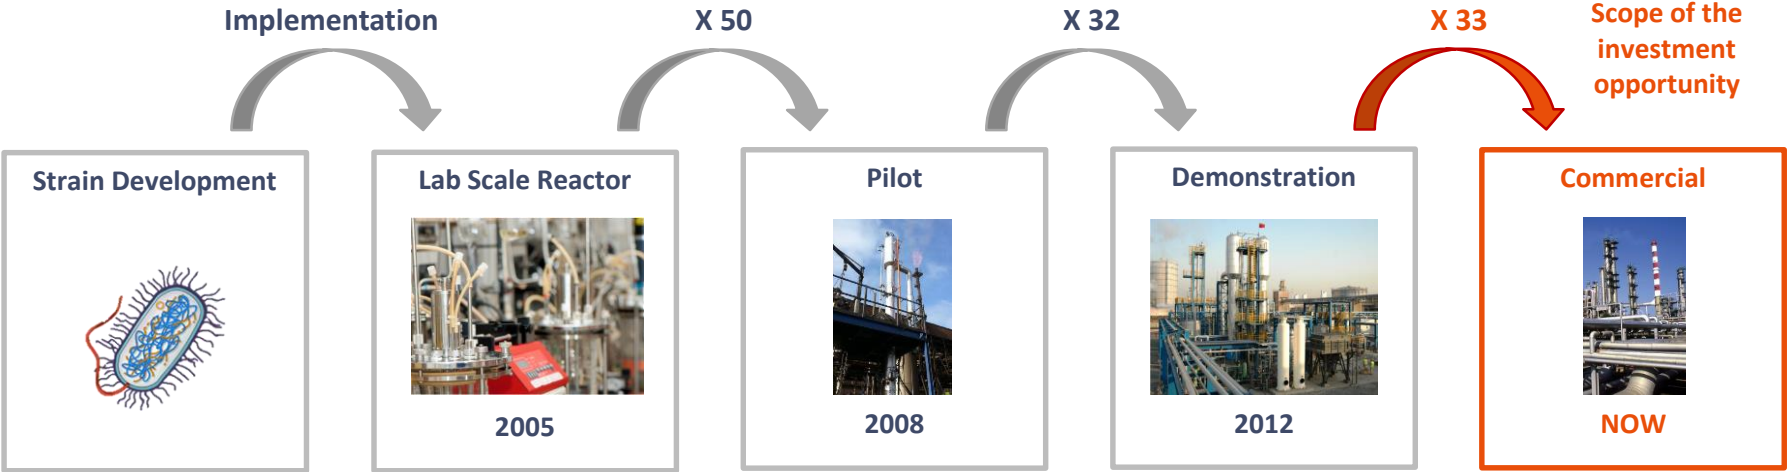 Implementation
X 50
X 32
X 33
Scope of the
investment
opportunity
Strain Development
Lab Scale Reactor
2005
Pilot
2008
Demonstration
2012
Commercial
NOW